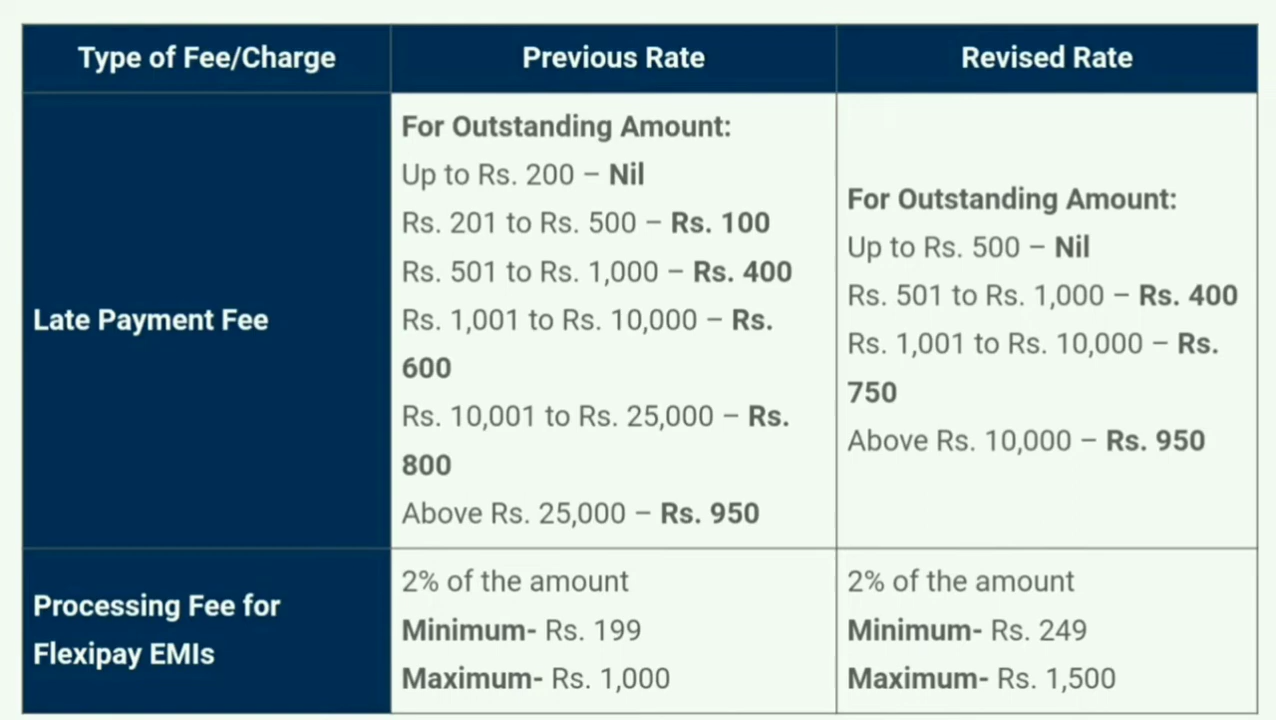 Type of Fee/Charge
Previous Rate
Revised Rate
Late Payment Fee
For Outstanding Amount:
Up to Rs. 200 – Nil
Rs. 201 to Rs. 500 – Rs. 100
Rs. 501 to Rs. 1,000 – Rs. 400
Rs. 1,001 to Rs. 10,000 – Rs.
600
Rs. 10,001 to Rs. 25,000 – Rs.
800
Above Rs. 25,000 – Rs. 950
For Outstanding Amount:
Up to Rs. 500 – Nil
Rs. 501 to Rs. 1,000 – Rs. 400
Rs. 1,001 to Rs. 10,000 – Rs.
750
Above Rs. 10,000 – Rs. 950
Processing Fee for
Flexipay EMIs
2% of the amount
Minimum- Rs. 199
Maximum- Rs. 1,000
2% of the amount
Minimum- Rs. 249
Maximum- Rs. 1,500